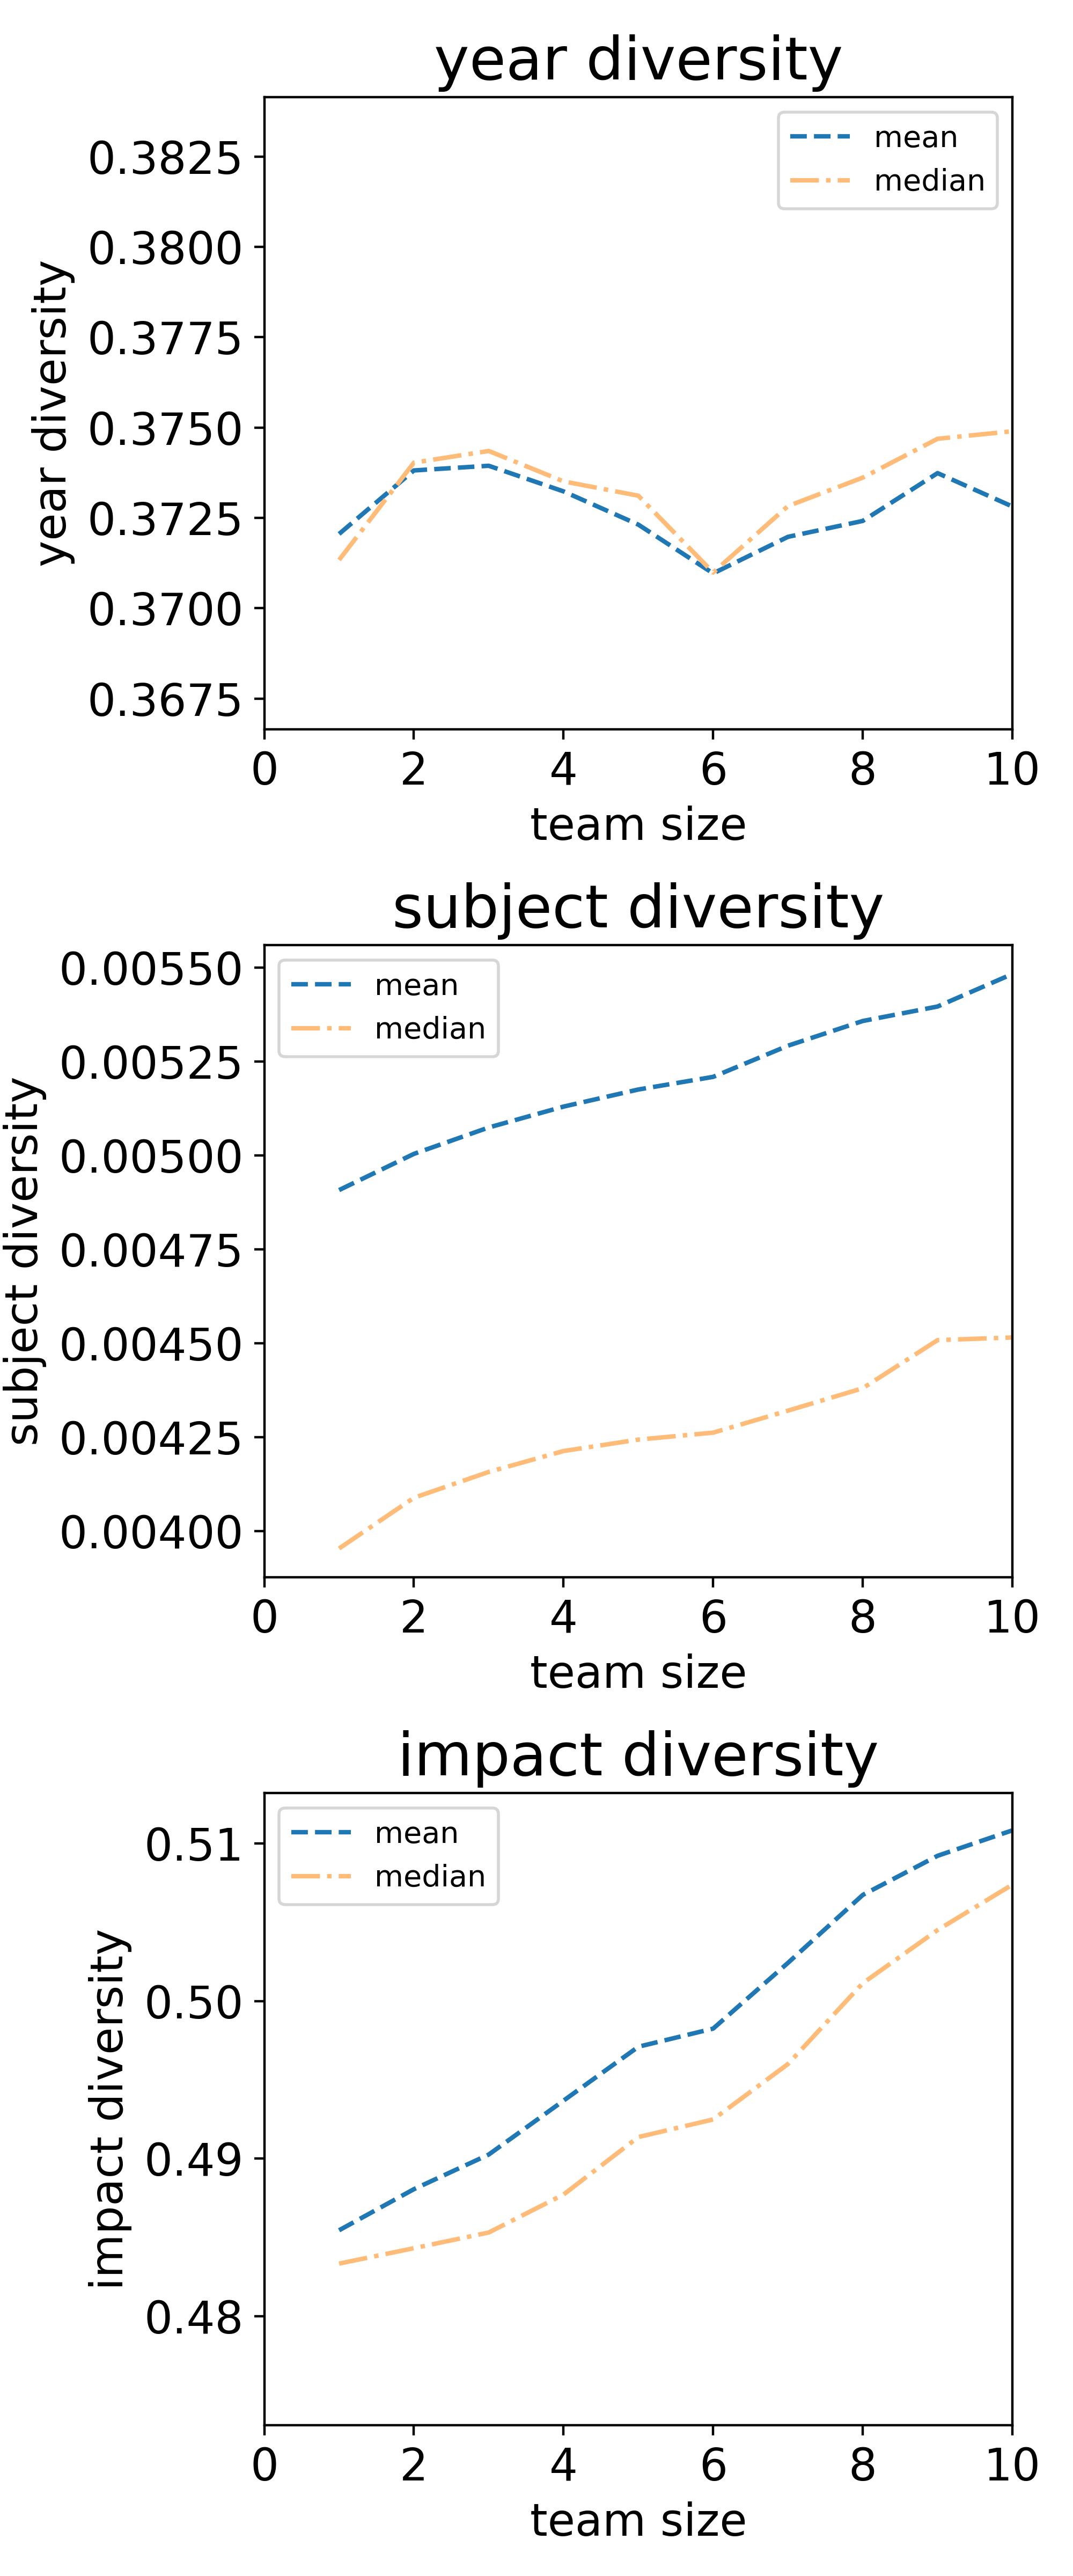 year diversity
mean
median
0.3825
0.3800
0.3775
0.3750
0.3725
0.3700
0.3675
year diversity
0 2 4 6 8 10
team size
subject diversity
mean
median
0.00550
0.00525
0.00500
0.00475
0.00450
0.00425
0.00400
subject diversity
0 2 4 6 8 10
team size
impact diversity
mean
median
0.51
0.50
0.49
0.48
impact diversity
0 2 4 6 8 10
team size